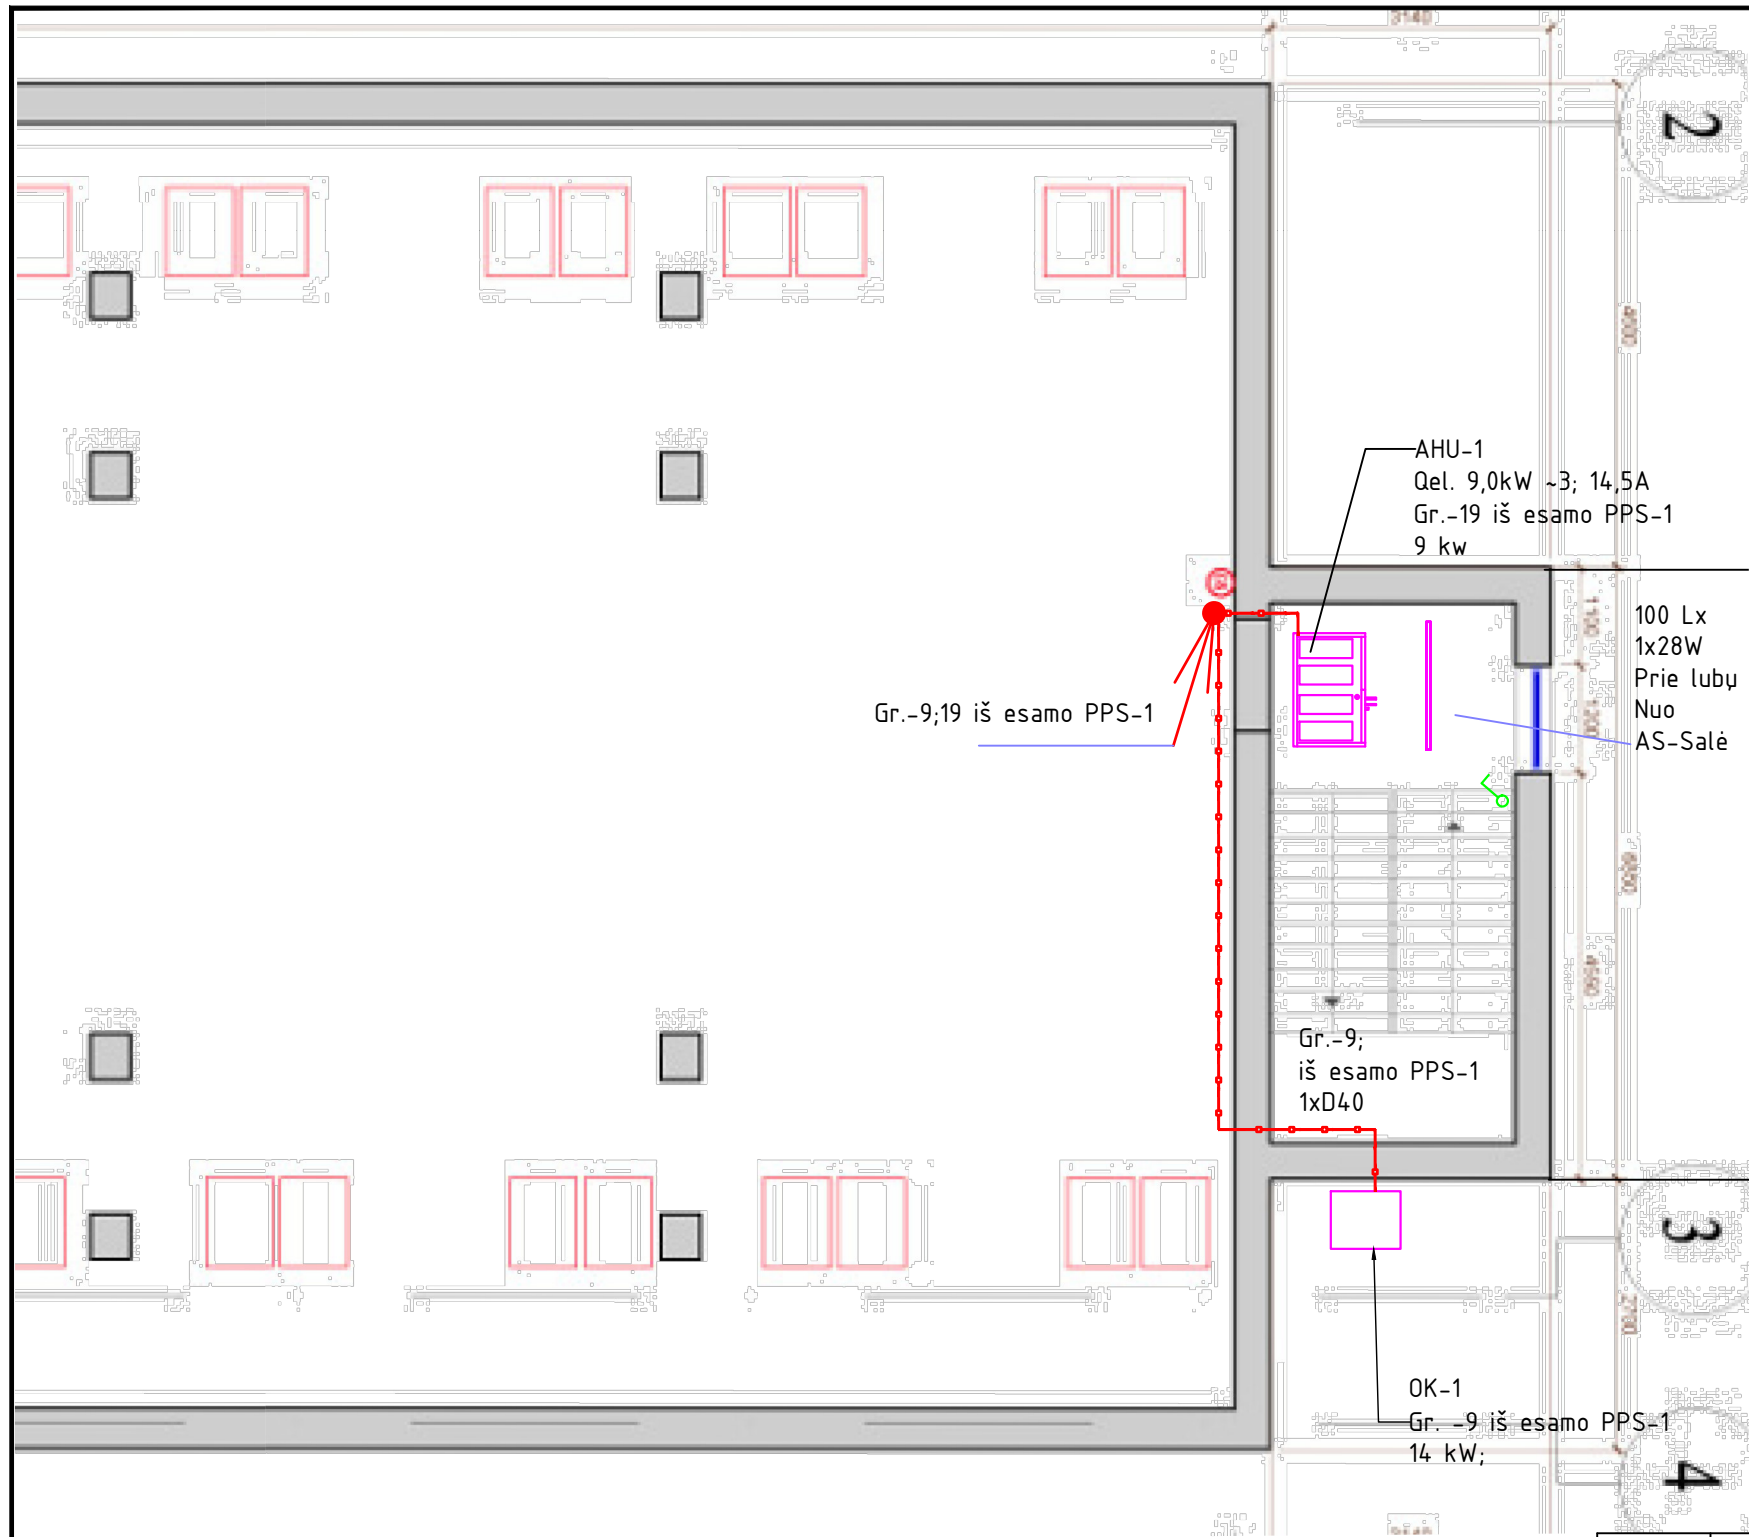 2
AHU-1
Qel. 9,0kW ~3; 14,5A
Gr.-19 iš esamo PPS-1
9 kw
100 Lx
1x28W
Prie lubų
Nuo
AS-Salė
Gr.-9;19 iš esamo PPS-1
Gr.-9;
iš esamo PPS-1
1xD40
3
OK-1
Gr. -9 iš esamo PPS-1
14 kW;
4